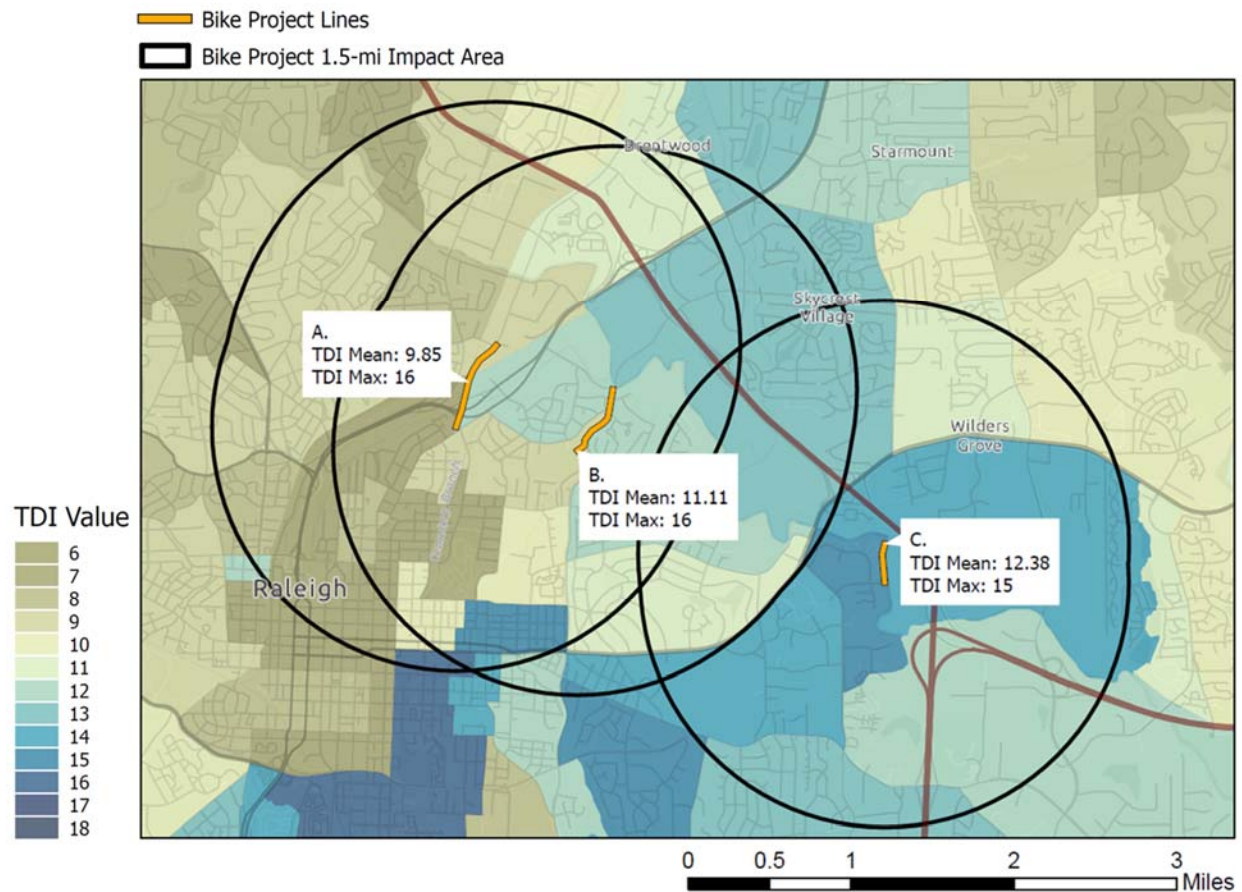 Bike Project Lines
Bike Project 1.5-mi Impact Area
Brentwood
Starmount
Skycrest
Village
A.
TDI Mean: 9.85
TDI Max: 16
Wilders
Grove
B.
TDI Mean: 11.11
TDI Max: 16
C.
TDI Mean: 12.38
TDI Max: 15
Raleigh
TDI Value
6
7
8
9
10
11
12
13
14
15
16
17
18
0 0.5 1 2 3
Miles